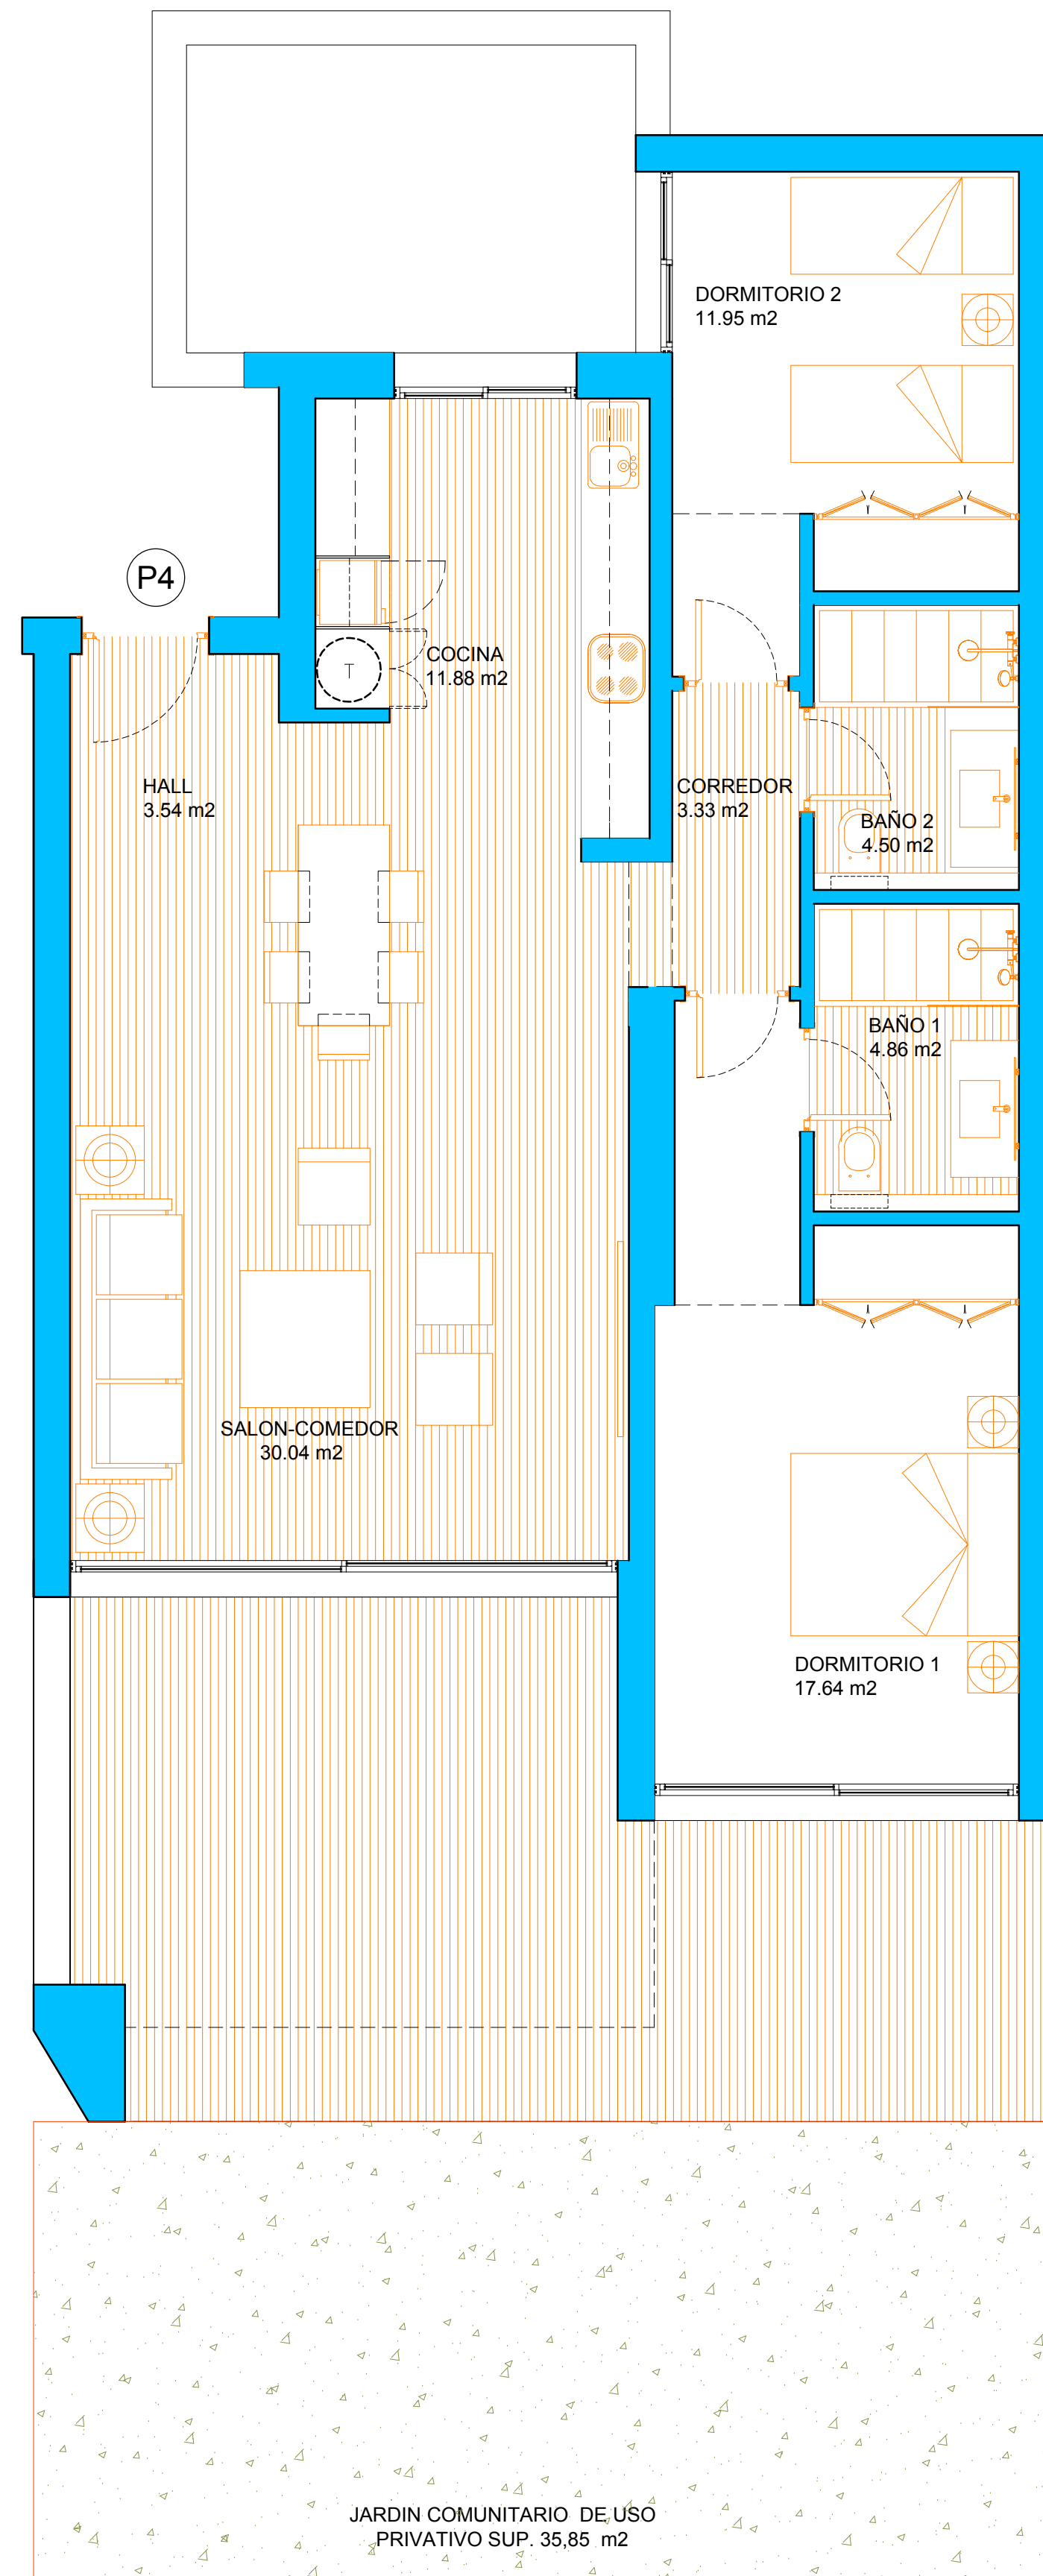 DORMITORIO 2
11.95 m2
P4
COCINA
11.88 m2
T
HALL
3.54 m2
CORREDOR
3.33 m2
BAÑO 2
4.50 m2
BAÑO 1
4.86 m2
SALON-COMEDOR
30.04 m2
DORMITORIO 1
17.64 m2
JARDIN COMUNITARIO DE USO
PRIVATIVO SUP. 35,85 m2